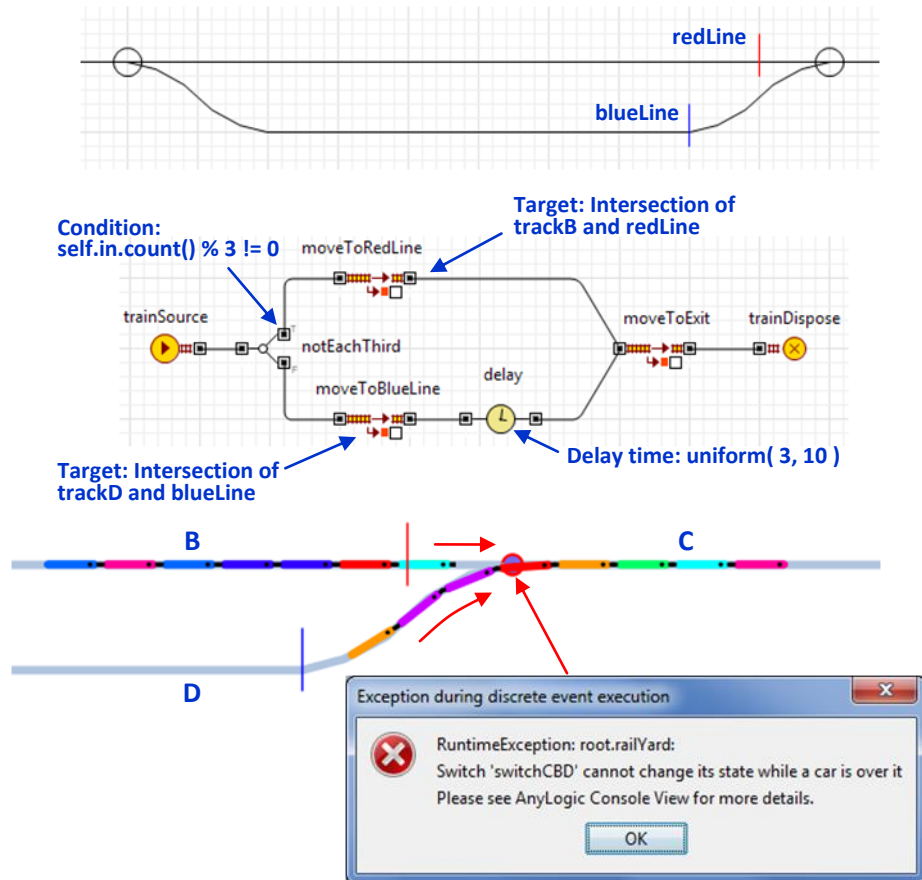 redLine
blueLine
Condition:
self.in.count() % 3 != 0
Target: Intersection of
trackB and redLine
moveToRedLine
trainSource
T
notEachThird
F
moveToExit
trainDispose
moveToBlueLine
delay
Target: Intersection of
trackD and blueLine
Delay time: uniform( 3, 10 )
B
C
D
Exception during discrete event execution
RuntimeException: root.railYard:
Switch 'switchCBD' cannot change its state while a car is over it
Please see AnyLogic Console View for more details.
OK